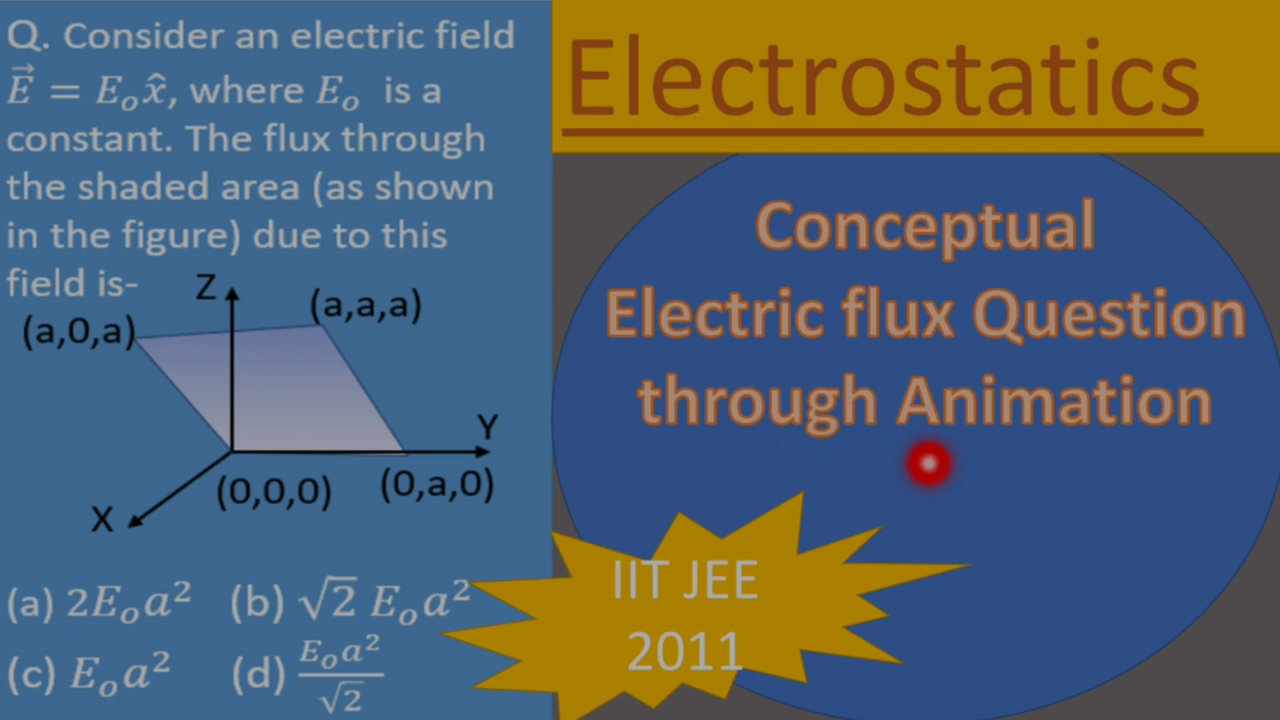 Q. Consider an electric field
$\vec{E} = E_o\hat{x}$, where $E_o$ is a
constant. The flux through
the shaded area (as shown
in the figure) due to this
field is-
Z
(a,a,a)
(a,0,a)
Y
(0,0,0)
(0,a,0)
X
(a) $2E_oa^2$ (b) $\sqrt{2}\,E_oa^2$
(c) $E_oa^2$ (d) $\frac{E_oa^2}{\sqrt{2}}$
Electrostatics
Conceptual
Electric flux Question
through Animation
IIT JEE
2011